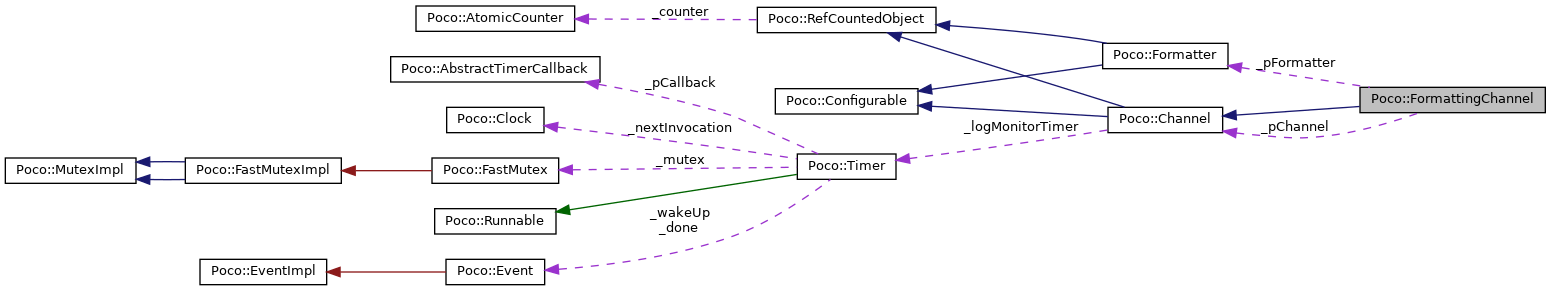 Poco::AtomicCounter
_counter
Poco::RefCountedObject
Poco::Formatter
_pFormatter
Poco::AbstractTimerCallback
_pCallback
Poco::Configurable
Poco::FormattingChannel
Poco::Clock
_nextInvocation
_logMonitorTimer
Poco::Channel
_pChannel
Poco::MutexImpl
Poco::FastMutexImpl
Poco::FastMutex
_mutex
Poco::Timer
Poco::Runnable
_wakeUp
_done
Poco::EventImpl
Poco::Event